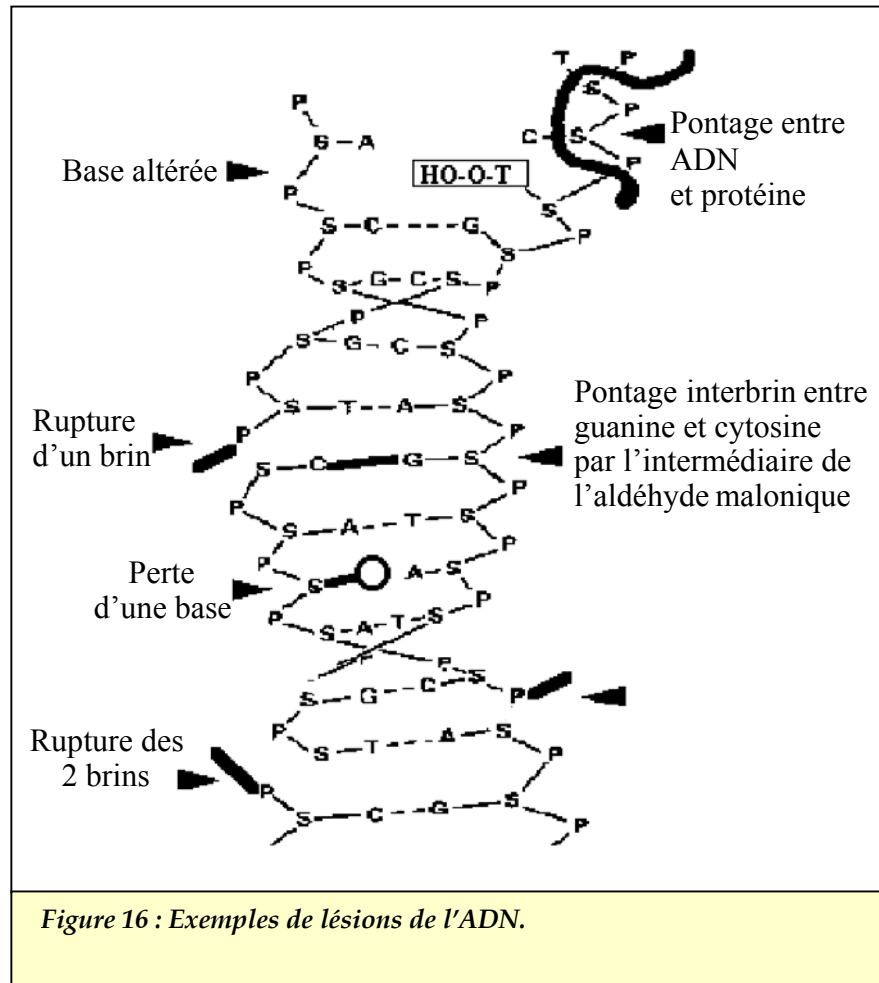 T P
S
P P
S A C S Pontage entre
ADN
et protéine
Base altérée
HO-O-T P
P S
S C G S P
P S G C S P
P P
S G C S
P P
S T A S
Rupture
d'un brin
P P
Pontage interbrin entre
guanine et cytosine
par l'intermédiaire de
l'aldéhyde malonique
S C G S
P P
S A T S
P P
Perte
d'une base
S A S
P P
S A T S
P
S G C S P
P S T A S P
Rupture des
2 brins
P
S C G S P
Figure 16 : Exemples de lésions de l'ADN.